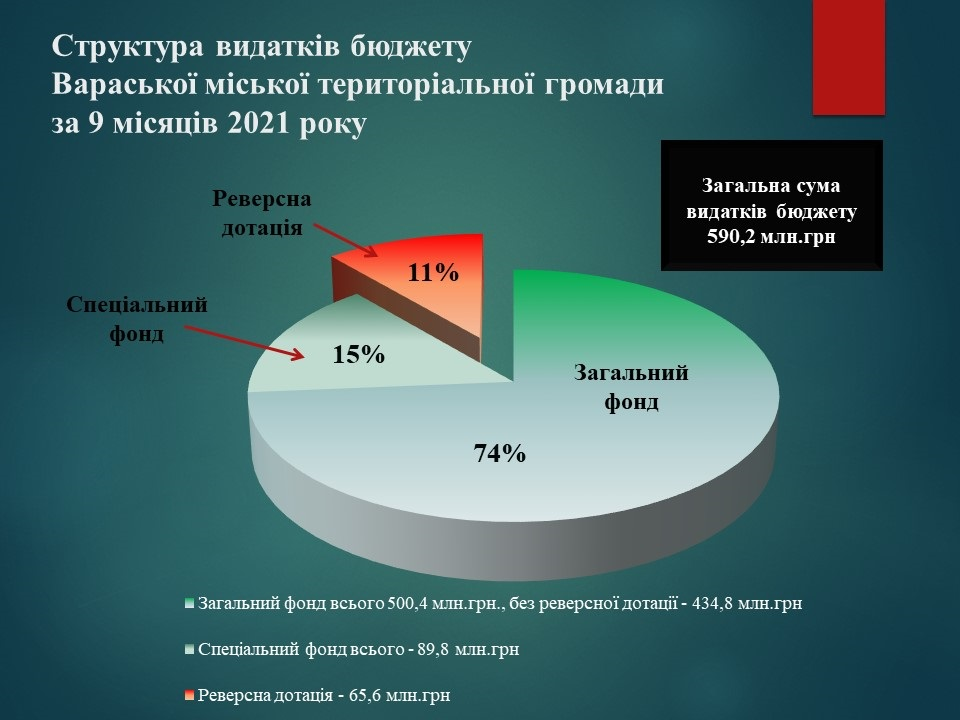 Структура видатків бюджету
Вараської міської територіальної громади
за 9 місяців 2021 року
Загальна сума
видатків бюджету
590,2 млн.грн
Реверсна
дотація
11%
Спеціальний
фонд
15%
Загальний
фонд
74%
Загальний фонд всього 500,4 млн.грн., без реверсної дотації - 434,8 млн.грн
Спеціальний фонд всього - 89,8 млн.грн
Реверсна дотація - 65,6 млн.грн